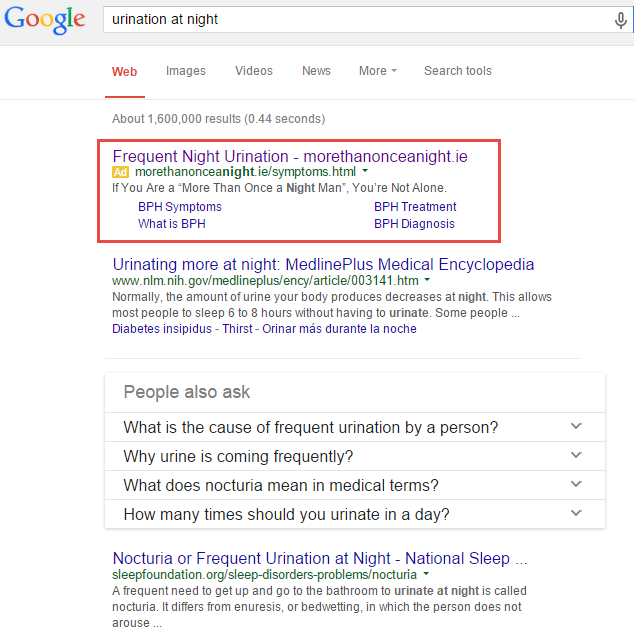 Google
urination at night
Web Images Videos News More Search tools
About 1,600,000 results (0.44 seconds)
Frequent Night Urination - morethanonceanight.ie
Ad morethanonceanight.ie/symptoms.html
If You Are a “More Than Once a Night Man”, You’re Not Alone.
BPH Symptoms BPH Treatment
What is BPH BPH Diagnosis
Urinating more at night: MedlinePlus Medical Encyclopedia
www.nlm.nih.gov/medlineplus/ency/article/003141.htm
Normally, the amount of urine your body produces decreases at night. This allows
most people to sleep 6 to 8 hours without having to urinate. Some people ...
Diabetes insipidus - Thirst - Orinar más durante la noche
People also ask
What is the cause of frequent urination by a person?
Why urine is coming frequently?
What does nocturia mean in medical terms?
How many times should you urinate in a day?
Nocturia or Frequent Urination at Night - National Sleep ...
sleepfoundation.org/sleep-disorders-problems/nocturia
A frequent need to get up and go to the bathroom to urinate at night is called
nocturia. It differs from enuresis, or bedwetting, in which the person does not
arouse ...